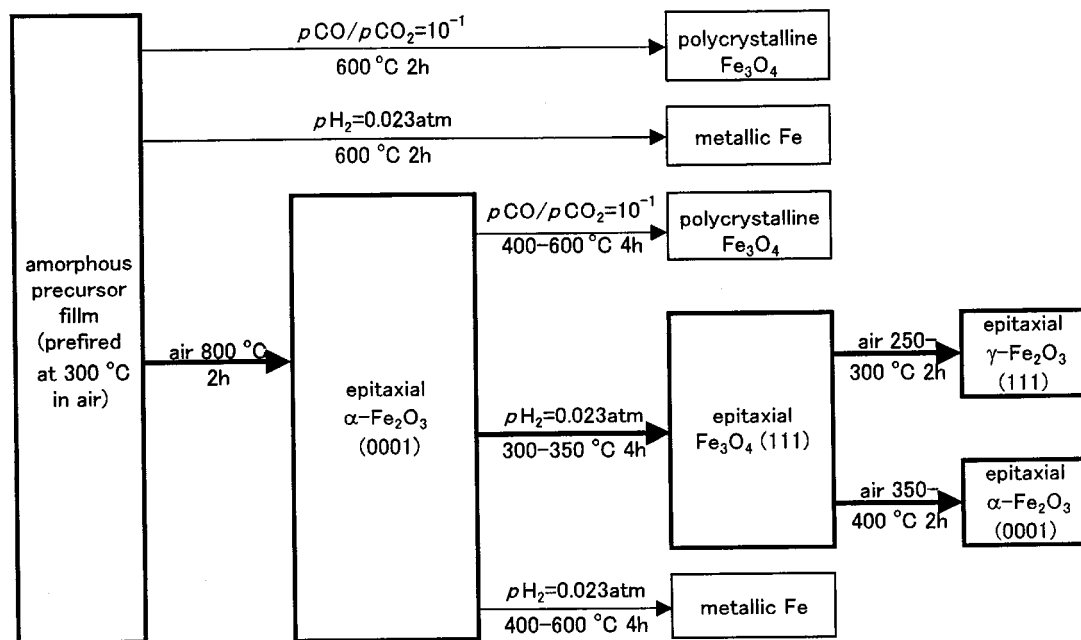 pCO/pCO₂=10⁻¹
600 °C 2h
polycrystalline
Fe₃O₄
pH₂=0.023atm
600 °C 2h
metallic Fe
pCO/pCO₂=10⁻¹
400-600 °C 4h
polycrystalline
Fe₃O₄
amorphous
precursor
fillm
(prefired
at 300 °C
in air)
air 800 °C
2h
epitaxial
α-Fe₂O₃
(0001)
pH₂=0.023atm
300-350 °C 4h
epitaxial
Fe₃O₄ (111)
air 250-
300 °C 2h
epitaxial
γ-Fe₂O₃
(111)
air 350-
400 °C 2h
epitaxial
α-Fe₂O₃
(0001)
pH₂=0.023atm
400-600 °C 4h
metallic Fe